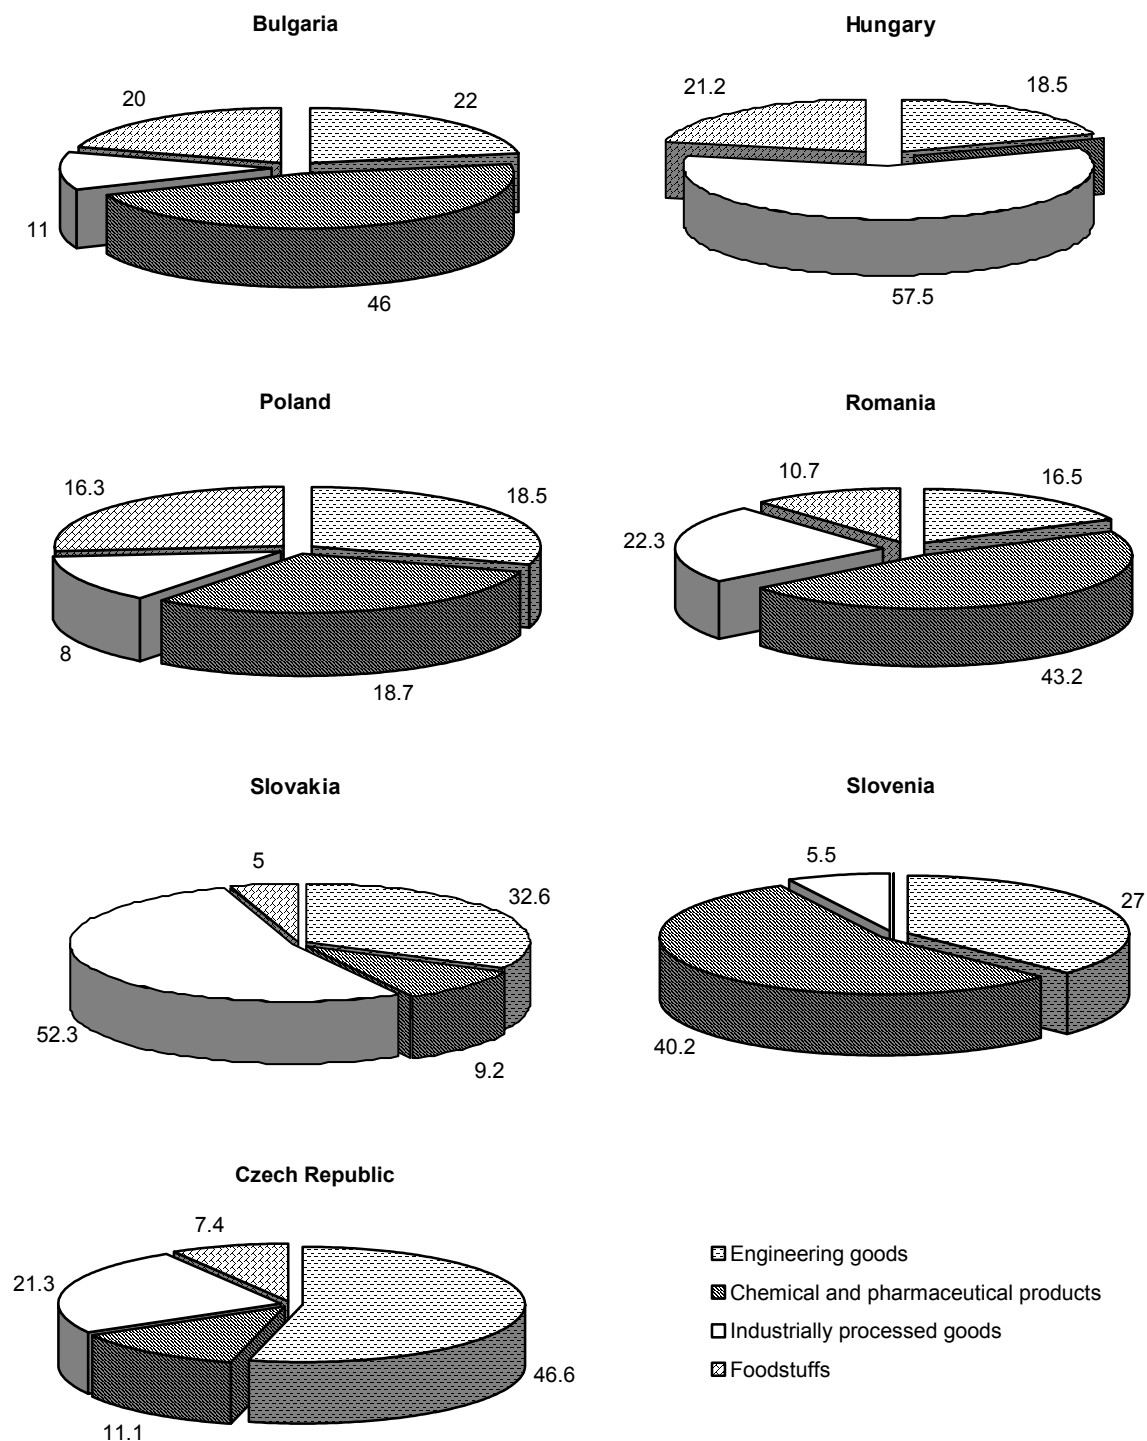 Bulgaria
20
22
11
46
Hungary
21.2
18.5
57.5
Poland
16.3
18.5
8
18.7
Romania
10.7
16.5
22.3
43.2
Slovakia
5
32.6
52.3
9.2
Slovenia
5.5
27
40.2
Czech Republic
7.4
21.3
46.6
11.1
Engineering goods
Chemical and pharmaceutical products
Industrially processed goods
Foodstuffs